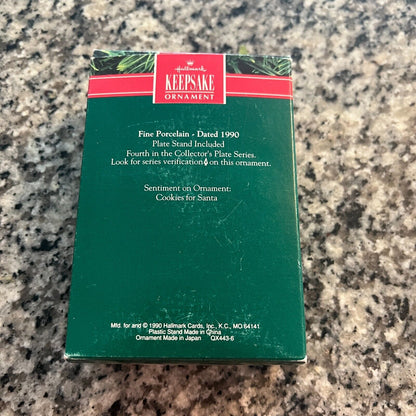 Hallmark
KEEPSAKE
ORNAMENT
Fine Porcelain - Dated 1990
Plate Stand Included
Fourth in the Collector's Plate Series.
Look for series verification on this ornament.
Sentiment on Ornament:
Cookies for Santa
Mfd. for and © 1990 Hallmark Cards, Inc., K.C., MO 64141
Plastic Stand Made in China
Ornament Made in Japan QX443-6